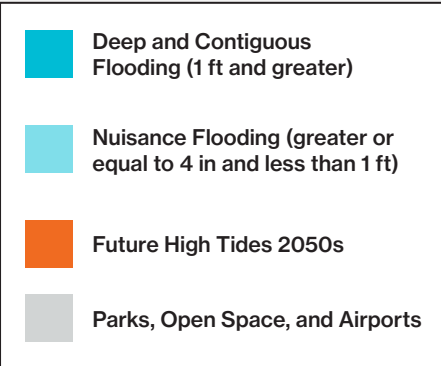 Deep and Contiguous
Flooding (1 ft and greater)
Nuisance Flooding (greater or
equal to 4 in and less than 1 ft)
Future High Tides 2050s
Parks, Open Space, and Airports